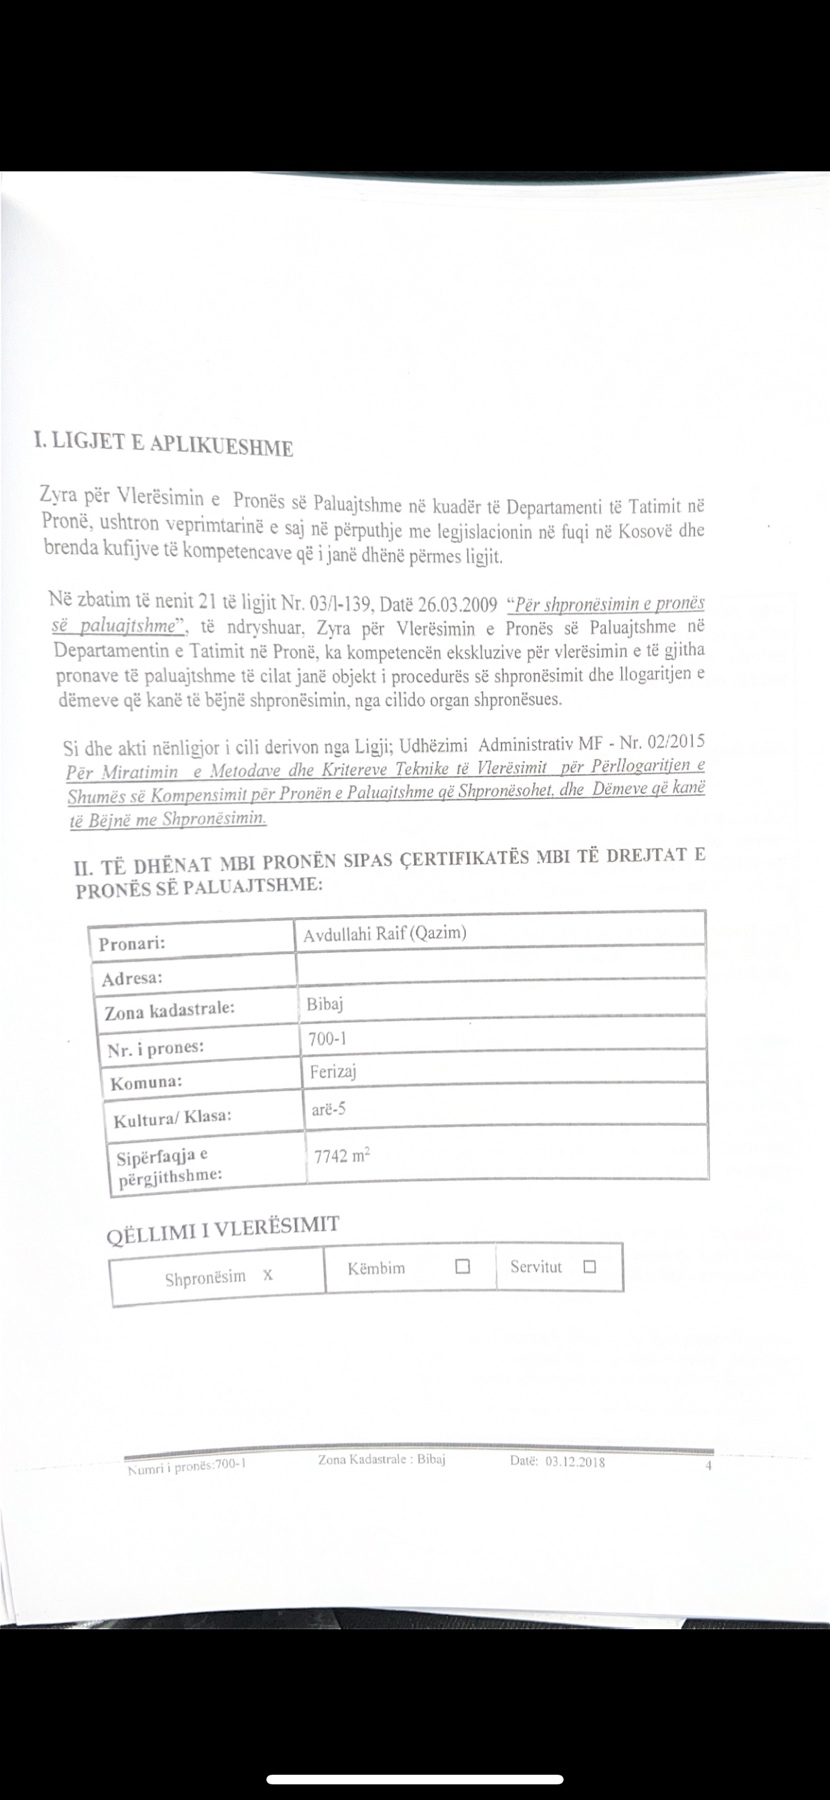 I. LIGJET E APLIKUESHME
Zyra për Vlerësimin e Pronës së Paluajtshme në kuadër të Departamenti të Tatimit në
Pronë, ushtron veprimtarinë e saj në përputhje me legjislacionin në fuqi në Kosovë dhe
brenda kufijve të kompetencave që i janë dhënë përmes ligjit.
Në zbatim të nenit 21 të ligjit Nr. 03/l-139, Datë 26.03.2009 “Për shpronësimin e pronës
së paluajtshme”, të ndryshuar, Zyra për Vlerësimin e Pronës së Paluajtshme në
Departamentin e Tatimit në Pronë, ka kompetencën ekskluzive për vlerësimin e të gjitha
pronave të paluajtshme të cilat janë objekt i procedurës së shpronësimit dhe llogaritjen e
dëmeve që kanë të bëjnë shpronësimin, nga cilido organ shpronësues.
Si dhe akti nënligjor i cili derivon nga Ligji; Udhëzimi Administrativ MF - Nr. 02/2015
Për Miratimin e Metodave dhe Kritereve Teknike të Vlerësimit për Përllogaritjen e
Shumës së Kompensimit për Pronën e Paluajtshme që Shpronësohet, dhe Dëmeve që kanë
të Bëjnë me Shpronësimin.
II. TË DHËNAT MBI PRONËN SIPAS ÇERTIFIKATËS MBI TË DREJTAT E
PRONËS SË PALUAJTSHME:
Pronari: Avdullahi Raif (Qazim)
Adresa:
Zona kadastrale: Bibaj
Nr. i prones: 700-1
Komuna: Ferizaj
Kultura/ Klasa: arë-5
Sipërfaqja e
përgjithshme: 7742 m²
QËLLIMI I VLERËSIMIT
Shpronësim x Këmbim ☐ Servitut ☐
Numri i pronës:700-1 Zona Kadastrale : Bibaj Datë: 03.12.2018 4